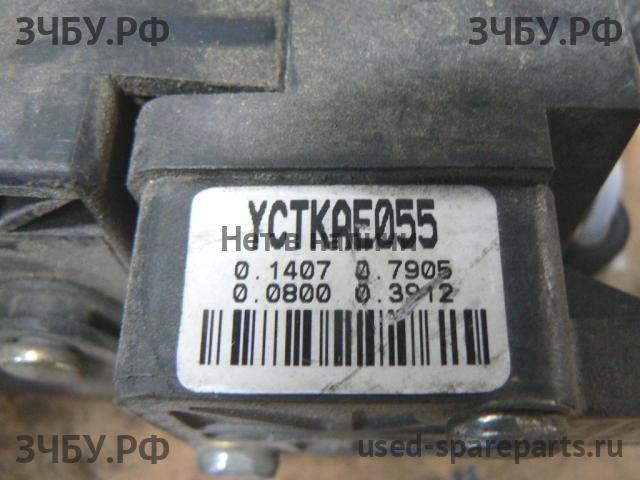 ЗЧБУ.РФ ЗЧБУ.РФ
YCTKAE055
Нет в наличии
0.1407 0.7905
0.0800 0.3912
ЗЧБУ.РФ used-spareparts.ru